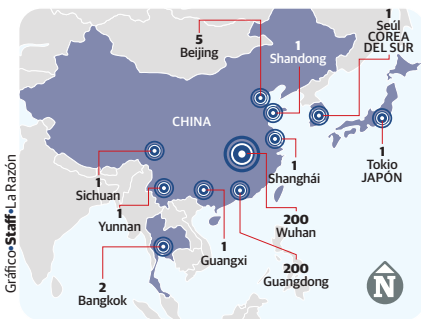 5
Beijing
1
Shandong
1
Seúl
COREA
DEL SUR
CHINA
1
Tokio
JAPÓN
1
Shanghái
1
Sichuan
1
Yunnan
1
Guangxi
200
Wuhan
200
Guangdong
2
Bangkok
N
Gráfico•Staff•La Razón